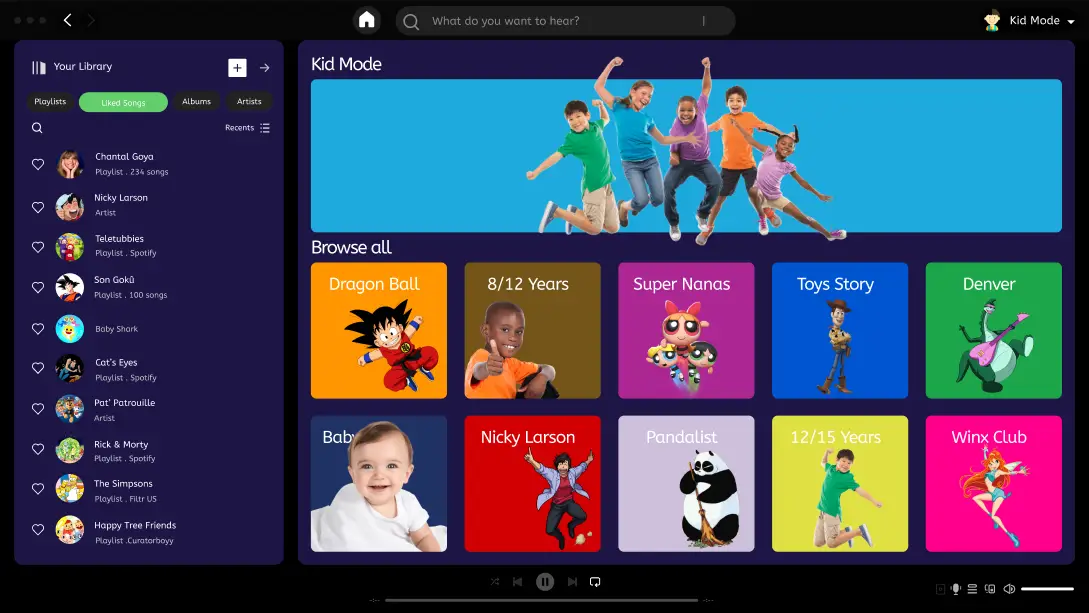 What do you want to hear?
Kid Mode
Your Library
Playlists
Liked Songs
Albums
Artists
Recents
Chantal Goya
Playlist . 234 songs
Nicky Larson
Artist
Teletubbies
Playlist . Spotify
Son Gokû
Playlist . 100 songs
Baby Shark
Cat's Eyes
Playlist . Spotify
Pat' Patrouille
Artist
Rick & Morty
Playlist . Spotify
The Simpsons
Playlist . Filtr US
Happy Tree Friends
Playlist .Curatorboyy
Kid Mode
Browse all
Dragon Ball
8/12 Years
Super Nanas
Toys Story
Denver
Baby
Nicky Larson
Pandalist
12/15 Years
Winx Club